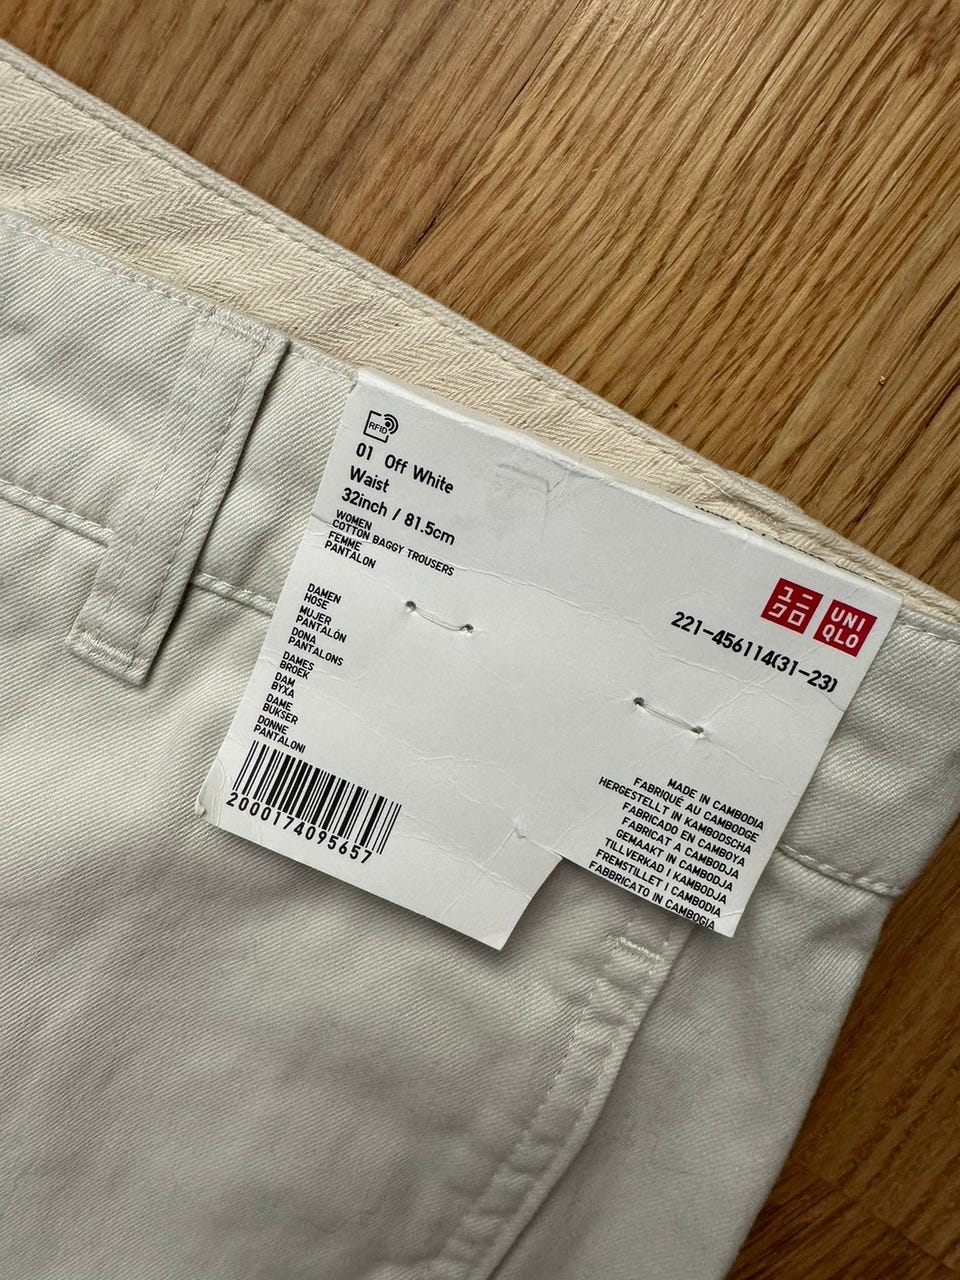 RFID
01 Off White
Waist
32inch / 81.5cm
WOMEN
COTTON BAGGY TROUSERS
FEMME
PANTALON
DAMEN
HOSE
MUJER
PANTALÓN
DONA
PANTALONS
DAMES
BROEK
DAM
BYXA
DAME
BUKSER
DONNE
PANTALONI
2000174095657
ユニ
クロ
UNI
QLO
221-456114(31-23)
MADE IN CAMBODIA
FABRIQUÉ AU CAMBODGE
HERGESTELLT IN KAMBODSCHA
FABRICADO EN CAMBOYA
FABRICAT A CAMBODJA
GEMAAKT IN CAMBODJA
TILLVERKAD I KAMBODJA
FREMSTILLET I CAMBODIA
FABBRICATO IN CAMBOGIA